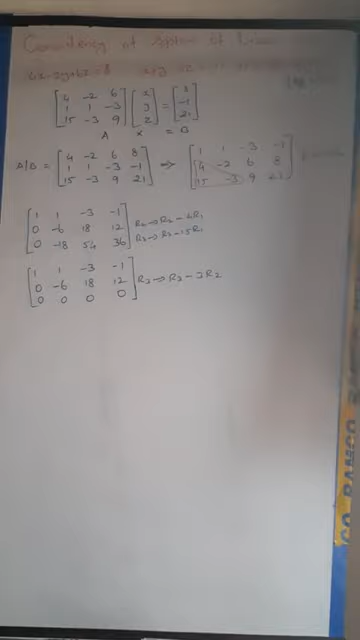 Consistency of system of Linear
4x-2y+6z=8 x+y-3z=-1
[4 -2 6] [x] [8]
[1 1 -3] [y] = [-1]
[15 -3 9] [z] [21]
A X = B
A/B = [4 -2 6 8] ⇒ [1 1 -3 -1]
[1 1 -3 -1] [4 -2 6 8]
[15 -3 9 21] [15 -3 9 21]
[1 1 -3 -1]
[0 -6 18 12] R2→R2-4R1
[0 -18 54 36] R3→R3-15R1
[1 1 -3 -1]
[0 -6 18 12] R3→R3-3R2
[0 0 0 0]
RAMCO